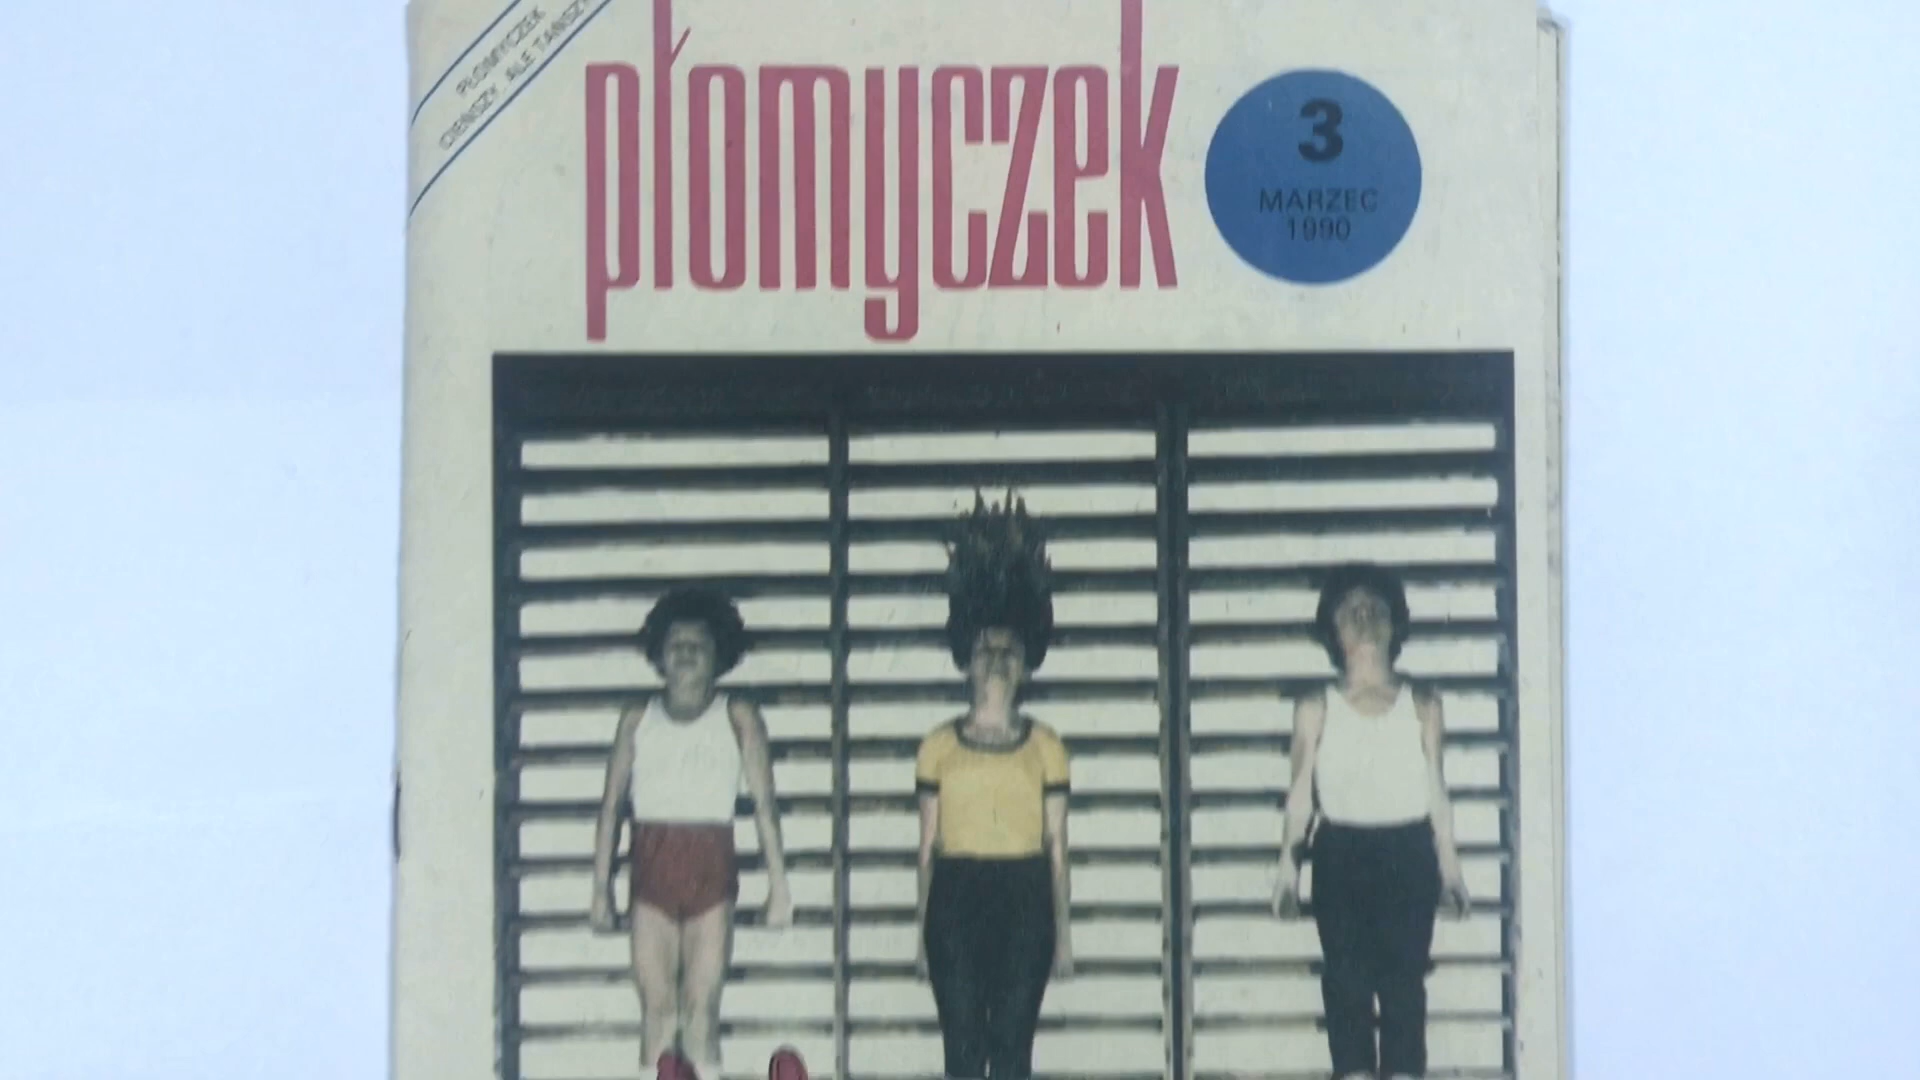 PŁOMYCZEK
CIEŃSZY, ALE TAŃSZY
płomyczek
3
MARZEC
1990